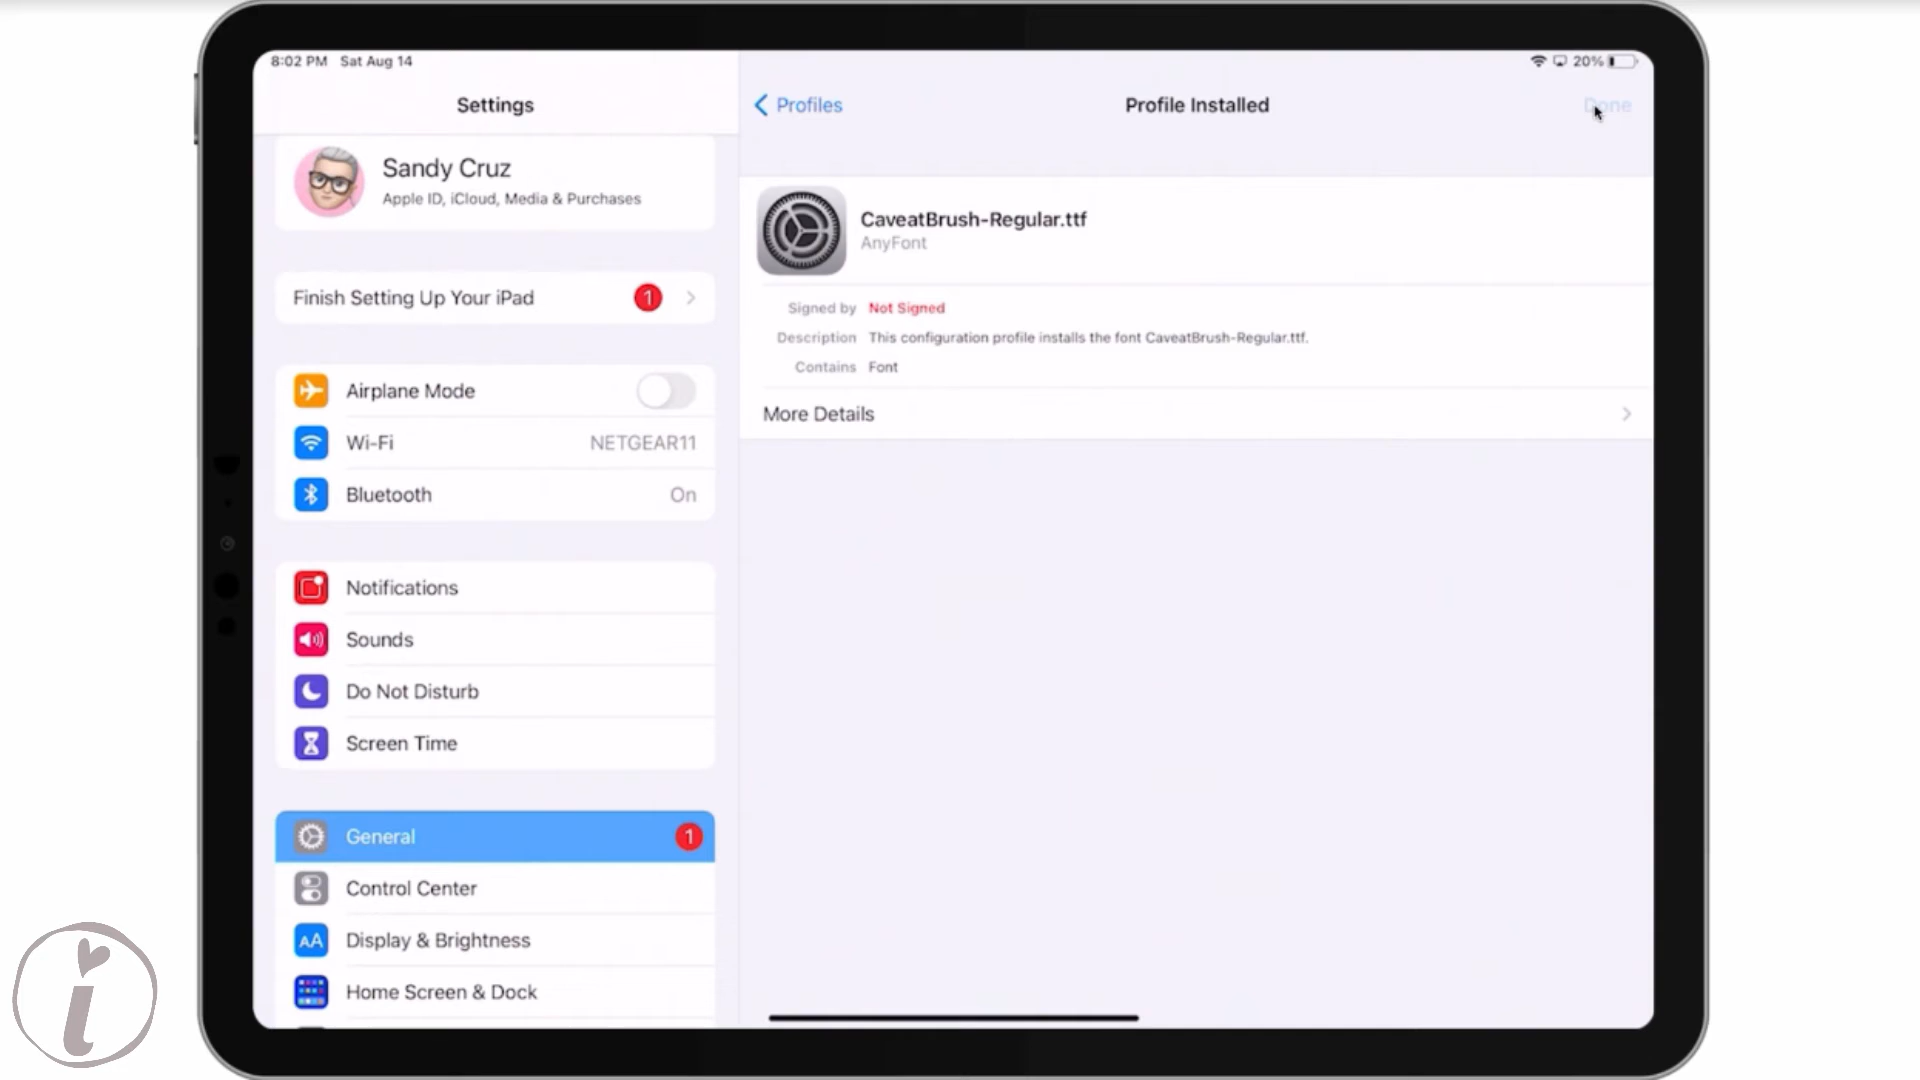 8:02 PM Sat Aug 14
20%
Settings
Sandy Cruz
Apple ID, iCloud, Media & Purchases
Finish Setting Up Your iPad
1
Airplane Mode
Wi-Fi
NETGEAR11
Bluetooth
On
Notifications
Sounds
Do Not Disturb
Screen Time
General
1
Control Center
AA
Display & Brightness
Home Screen & Dock
Profiles
Profile Installed
Done
CaveatBrush-Regular.ttf
AnyFont
Signed by Not Signed
Description This configuration profile installs the font CaveatBrush-Regular.ttf.
Contains Font
More Details
i